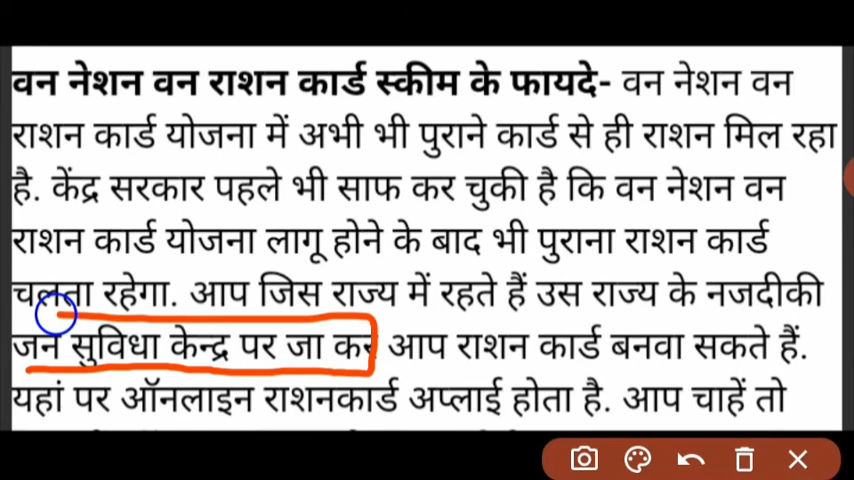 वन नेशन वन राशन कार्ड स्कीम के फायदे- वन नेशन वन
राशन कार्ड योजना में अभी भी पुराने कार्ड से ही राशन मिल रहा
है. केंद्र सरकार पहले भी साफ कर चुकी है कि वन नेशन वन
राशन कार्ड योजना लागू होने के बाद भी पुराना राशन कार्ड
चलता रहेगा. आप जिस राज्य में रहते हैं उस राज्य के नजदीकी
जन सुविधा केन्द्र पर जा कर आप राशन कार्ड बनवा सकते हैं.
यहां पर ऑनलाइन राशनकार्ड अप्लाई होता है. आप चाहें तो